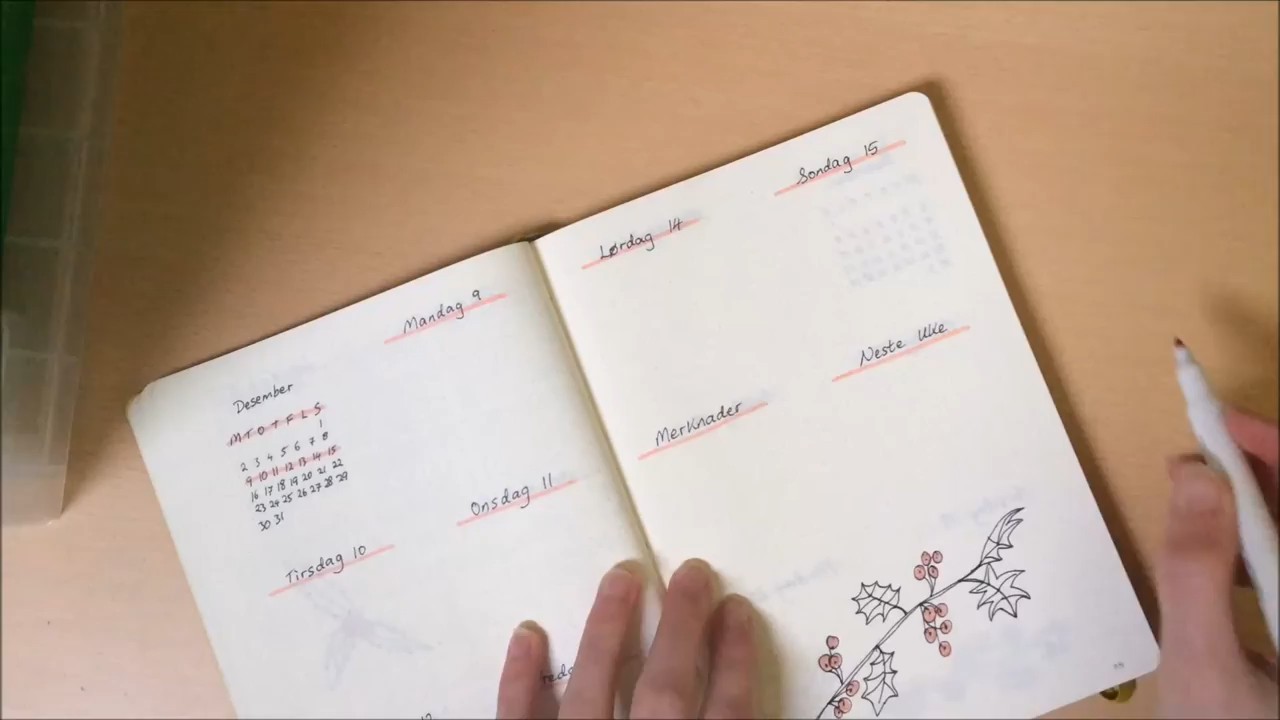 Mandag 9
Desember
M T O T F L S
1
2 3 4 5 6 7 8
9 10 11 12 13 14 15
16 17 18 19 20 21 22
23 24 25 26 27 28 29
30 31
Onsdag 11
Tirsdag 10
Lørdag 14
Søndag 15
Neste Uke
Merknader